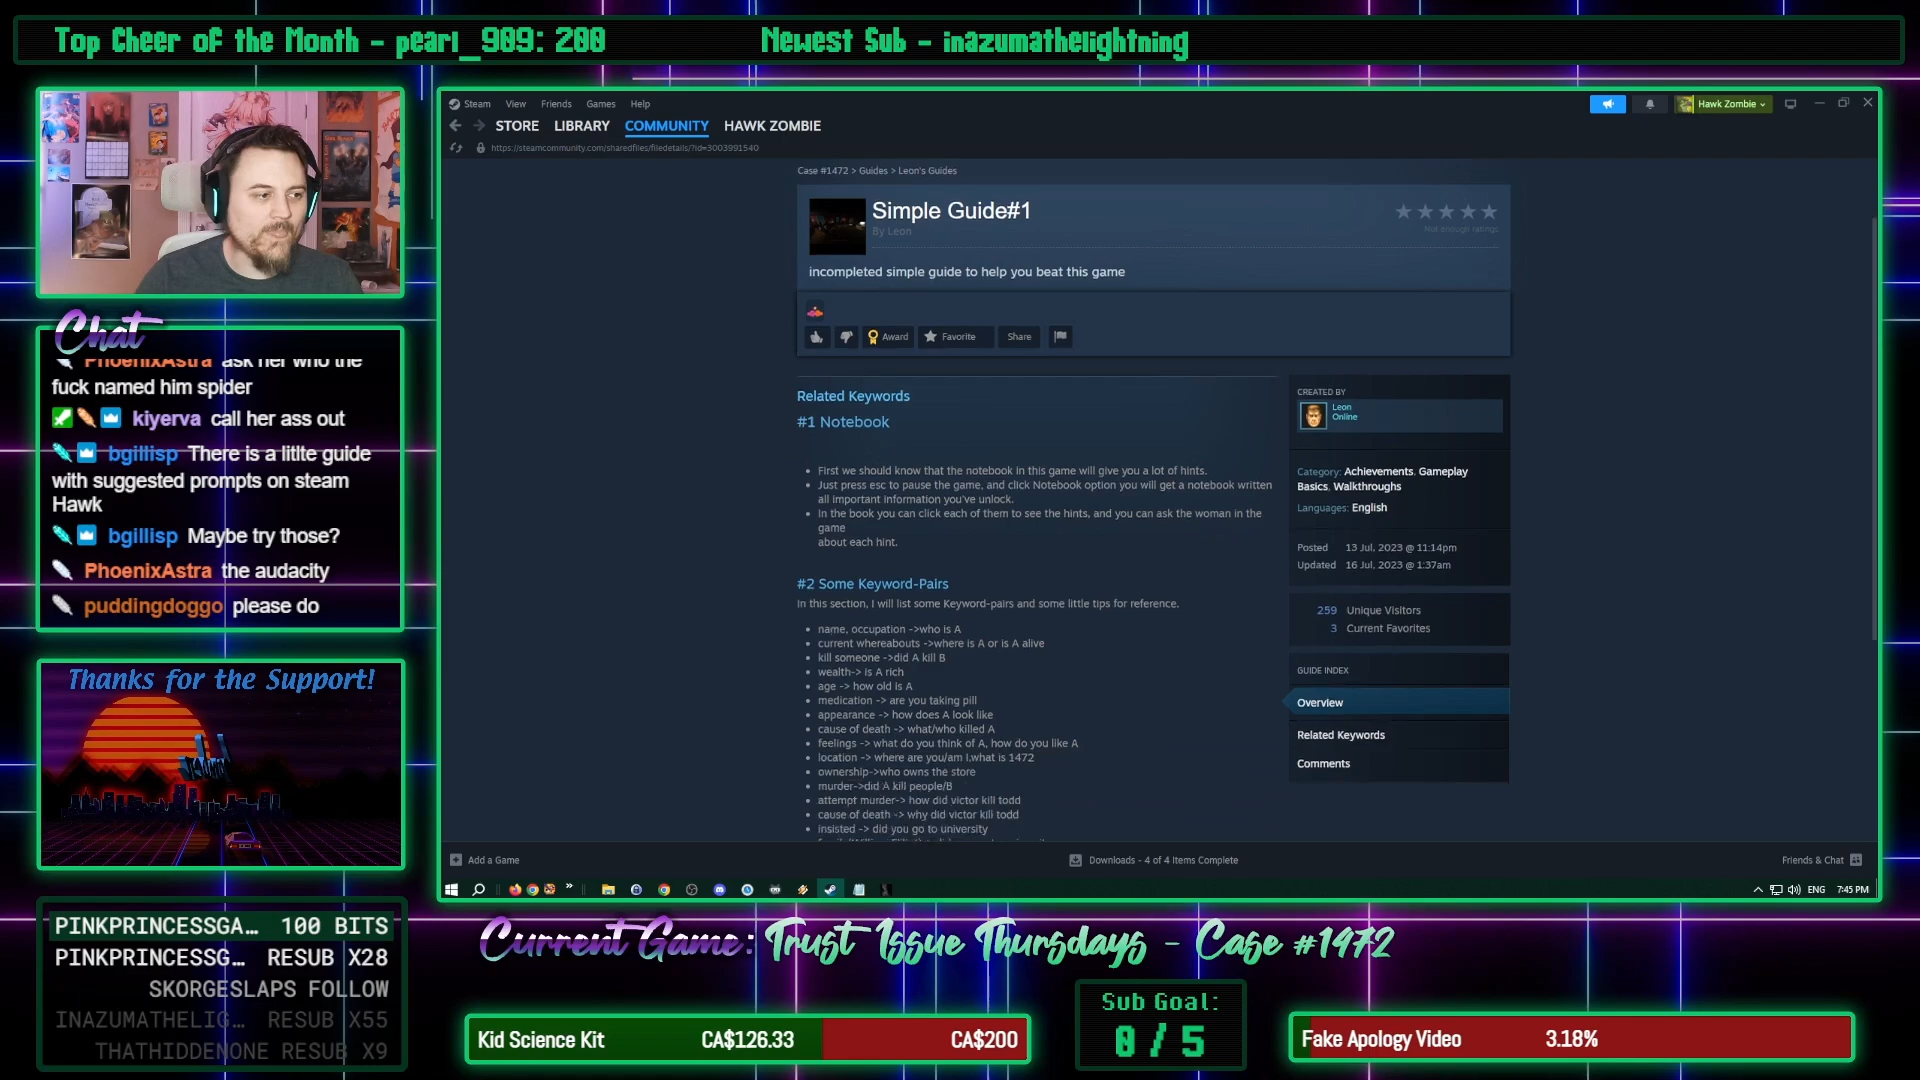 Top Cheer of the Month - pearl_909: 200
Newest Sub - inazumathelightning
Steam View Friends Games Help
Hawk Zombie
STORE LIBRARY COMMUNITY HAWK ZOMBIE
https://steamcommunity.com/sharedfiles/filedetails/?id=3003991540
Case #1472 > Guides > Leon's Guides
Simple Guide#1
By Leon
Not enough ratings
incompleted simple guide to help you beat this game
Award Favorite Share
Related Keywords
#1 Notebook
First we should know that the notebook in this game will give you a lot of hints.
Just press esc to pause the game, and click Notebook option you will get a notebook written
all important information you've unlock.
In the book you can click each of them to see the hints, and you can ask the woman in the
game
about each hint.
#2 Some Keyword-Pairs
In this section, I will list some Keyword-pairs and some little tips for reference.
name, occupation ->who is A
current whereabouts ->where is A or is A alive
kill someone ->did A kill B
wealth-> is A rich
age -> how old is A
medication -> are you taking pill
appearance -> how does A look like
cause of death -> what/who killed A
feelings -> what do you think of A, how do you like A
location -> where are you/am I,what is 1472
ownership->who owns the store
murder->did A kill people/B
attempt murder-> how did victor kill todd
cause of death -> why did victor kill todd
insisted -> did you go to university
CREATED BY
Leon
Online
Category: Achievements, Gameplay
Basics, Walkthroughs
Languages: English
Posted 13 Jul, 2023 @ 11:14pm
Updated 16 Jul, 2023 @ 1:37am
259 Unique Visitors
3 Current Favorites
GUIDE INDEX
Overview
Related Keywords
Comments
Add a Game
Downloads - 4 of 4 Items Complete
Friends & Chat
ENG 7:45 PM
Chat
PhoenixAstra ask her who the
fuck named him spider
kiyerva call her ass out
bgillisp There is a litlte guide
with suggested prompts on steam
Hawk
bgillisp Maybe try those?
PhoenixAstra the audacity
puddingdoggo please do
Thanks for the Support!
PINKPRINCESSGA... 100 BITS
PINKPRINCESSG... RESUB X28
SKORGESLAPS FOLLOW
INAZUMATHELIG... RESUB X55
THATHIDDENONE RESUB X9
Current Game: Trust Issue Thursdays - Case #1472
Kid Science Kit CA$126.33 CA$200
Sub Goal:
0 / 5
Fake Apology Video 3.18%